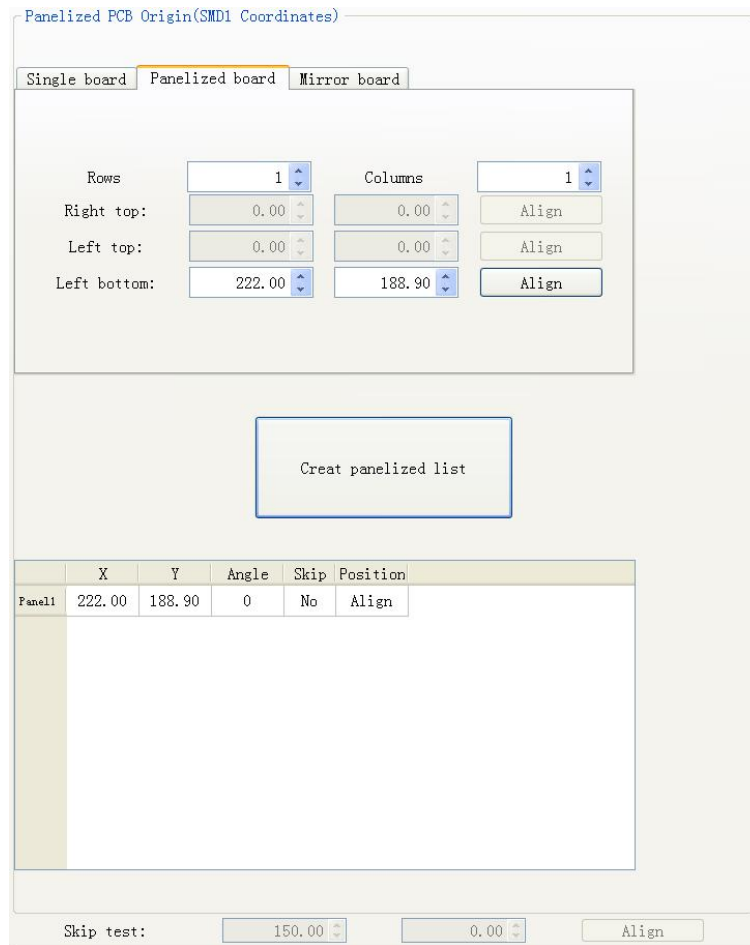 Panelized PCB Origin(SMD1 Coordinates)
Single board Panelized board Mirror board
Rows 1 Columns 1
Right top: 0.00 0.00 Align
Left top: 0.00 0.00 Align
Left bottom: 222.00 188.90 Align
Creat panelized list
X Y Angle Skip Position
Panel1 222.00 188.90 0 No Align
Skip test: 150.00 0.00 Align